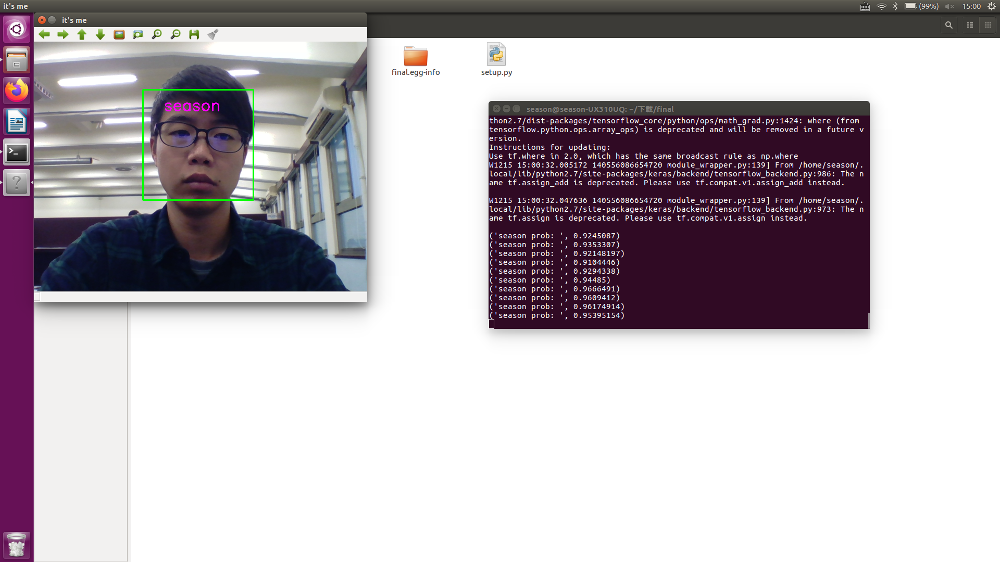 it's me
(99%)
15:00
it's me
season
final.egg-info
setup.py
season@season-UX310UQ: ~/下載/final
thon2.7/dist-packages/tensorflow_core/python/ops/math_grad.py:1424: where (from
tensorflow.python.ops.array_ops) is deprecated and will be removed in a future v
ersion.
Instructions for updating:
Use tf.where in 2.0, which has the same broadcast rule as np.where
W1215 15:00:32.005172 140556086654720 module_wrapper.py:139] From /home/season/.
local/lib/python2.7/site-packages/keras/backend/tensorflow_backend.py:986: The n
ame tf.assign_add is deprecated. Please use tf.compat.v1.assign_add instead.
W1215 15:00:32.047636 140556086654720 module_wrapper.py:139] From /home/season/.
local/lib/python2.7/site-packages/keras/backend/tensorflow_backend.py:973: The n
ame tf.assign is deprecated. Please use tf.compat.v1.assign instead.
('season prob: ', 0.9245087)
('season prob: ', 0.9353307)
('season prob: ', 0.92148197)
('season prob: ', 0.9104446)
('season prob: ', 0.9294338)
('season prob: ', 0.94485)
('season prob: ', 0.9666491)
('season prob: ', 0.9609412)
('season prob: ', 0.96174914)
('season prob: ', 0.95395154)